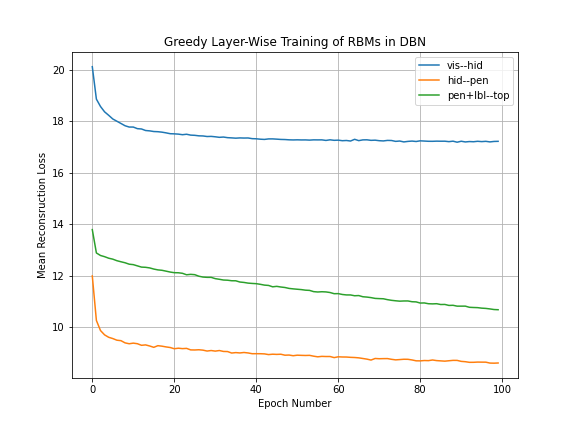 Greedy Layer-Wise Training of RBMs in DBN
vis--hid
hid--pen
pen+lbl--top
Mean Reconsruction Loss
20
18
16
14
12
10
0 20 40 60 80 100
Epoch Number